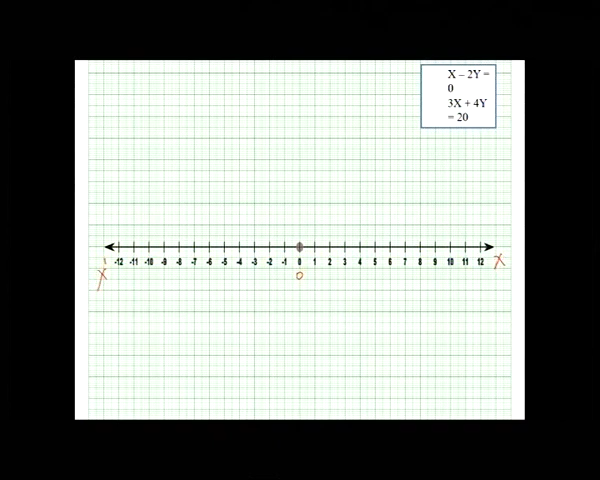 X – 2Y =
0
3X + 4Y
= 20
-12 -11 -10 -9 -8 -7 -6 -5 -4 -3 -2 -1 0 1 2 3 4 5 6 7 8 9 10 11 12
X' O X